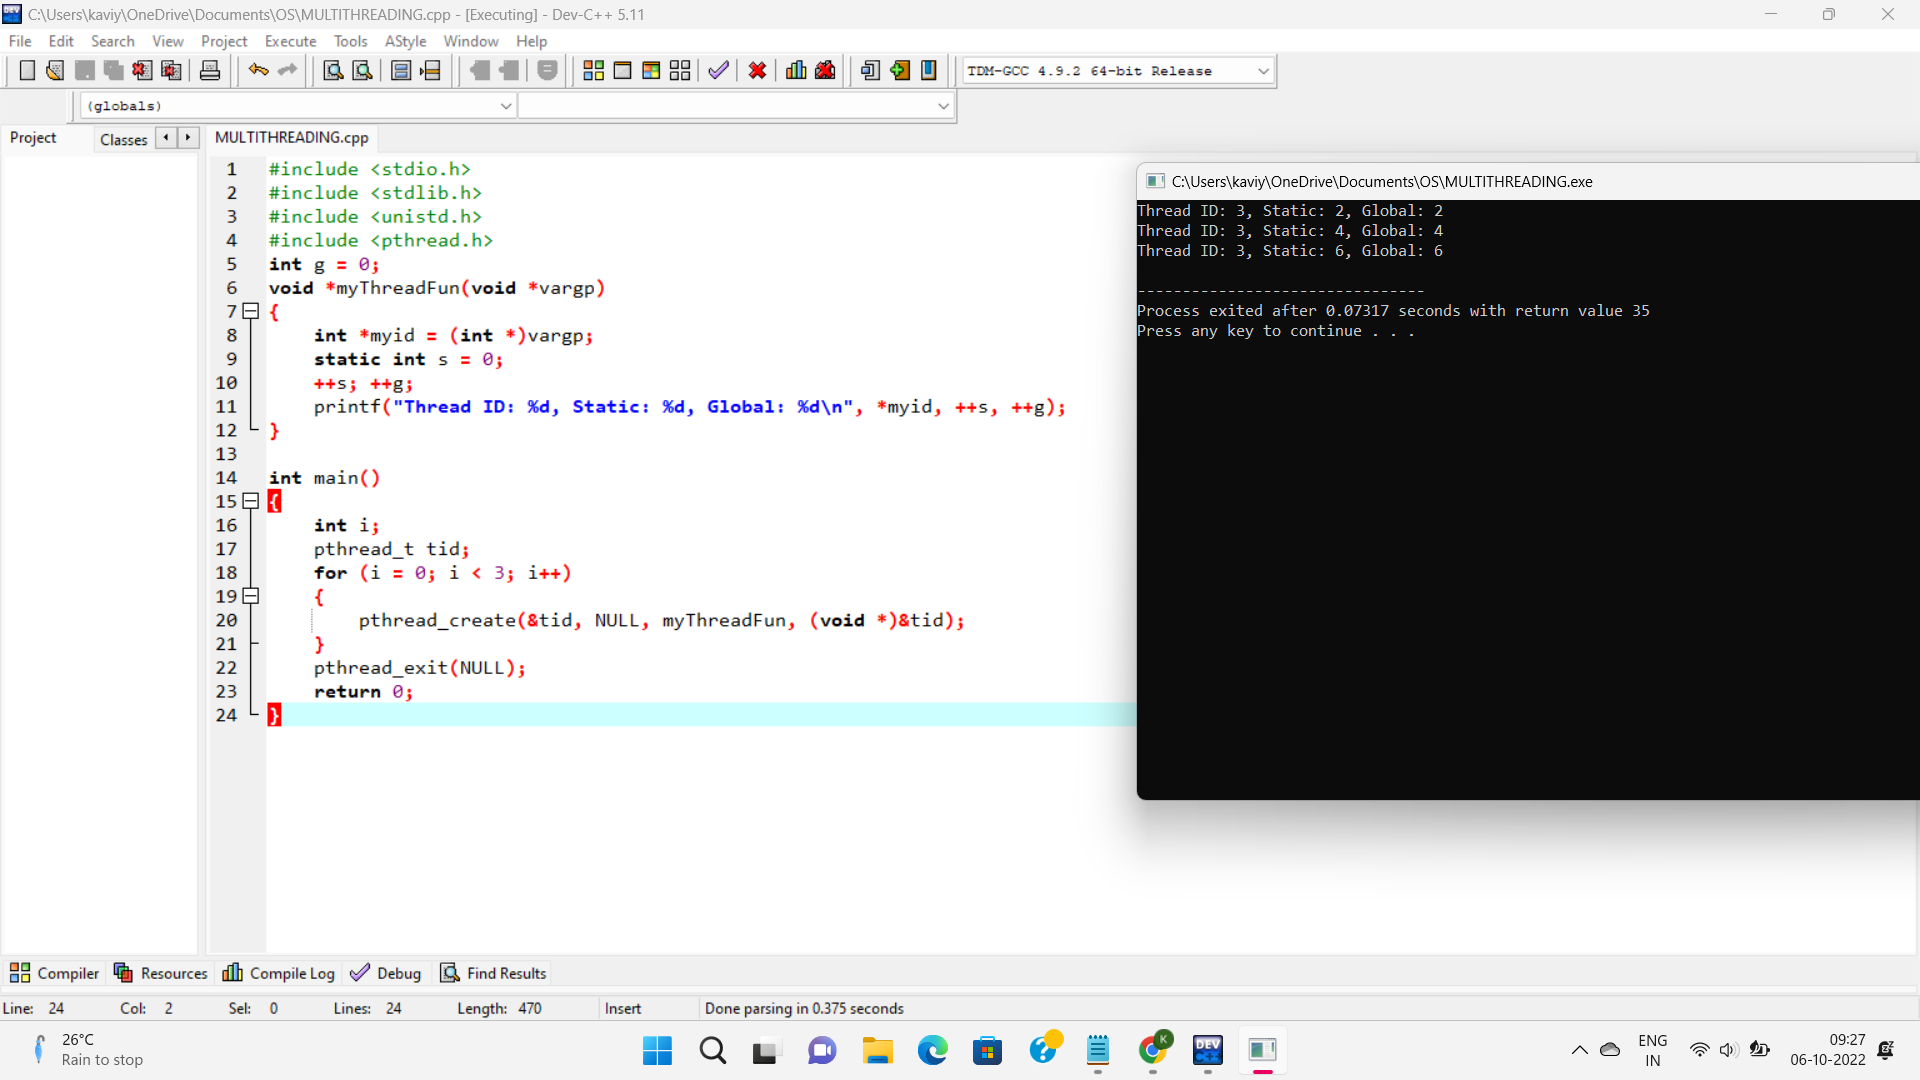 C:\Users\kaviy\OneDrive\Documents\OS\MULTITHREADING.cpp - [Executing] - Dev-C++ 5.11
File Edit Search View Project Execute Tools AStyle Window Help
TDM-GCC 4.9.2 64-bit Release
(globals)
Project Classes MULTITHREADING.cpp
1 #include <stdio.h>
2 #include <stdlib.h>
3 #include <unistd.h>
4 #include <pthread.h>
5 int g = 0;
6 void *myThreadFun(void *vargp)
7 {
8 int *myid = (int *)vargp;
9 static int s = 0;
10 ++s; ++g;
11 printf("Thread ID: %d, Static: %d, Global: %d\n", *myid, ++s, ++g);
12 }
13
14 int main()
15 {
16 int i;
17 pthread_t tid;
18 for (i = 0; i < 3; i++)
19 {
20 pthread_create(&tid, NULL, myThreadFun, (void *)&tid);
21 }
22 pthread_exit(NULL);
23 return 0;
24 }
C:\Users\kaviy\OneDrive\Documents\OS\MULTITHREADING.exe
Thread ID: 3, Static: 2, Global: 2
Thread ID: 3, Static: 4, Global: 4
Thread ID: 3, Static: 6, Global: 6
--------------------------------
Process exited after 0.07317 seconds with return value 35
Press any key to continue . . .
Compiler Resources Compile Log Debug Find Results
Line: 24 Col: 2 Sel: 0 Lines: 24 Length: 470 Insert Done parsing in 0.375 seconds
26°C
Rain to stop
K
DEV
C++
ENG
IN
09:27
06-10-2022